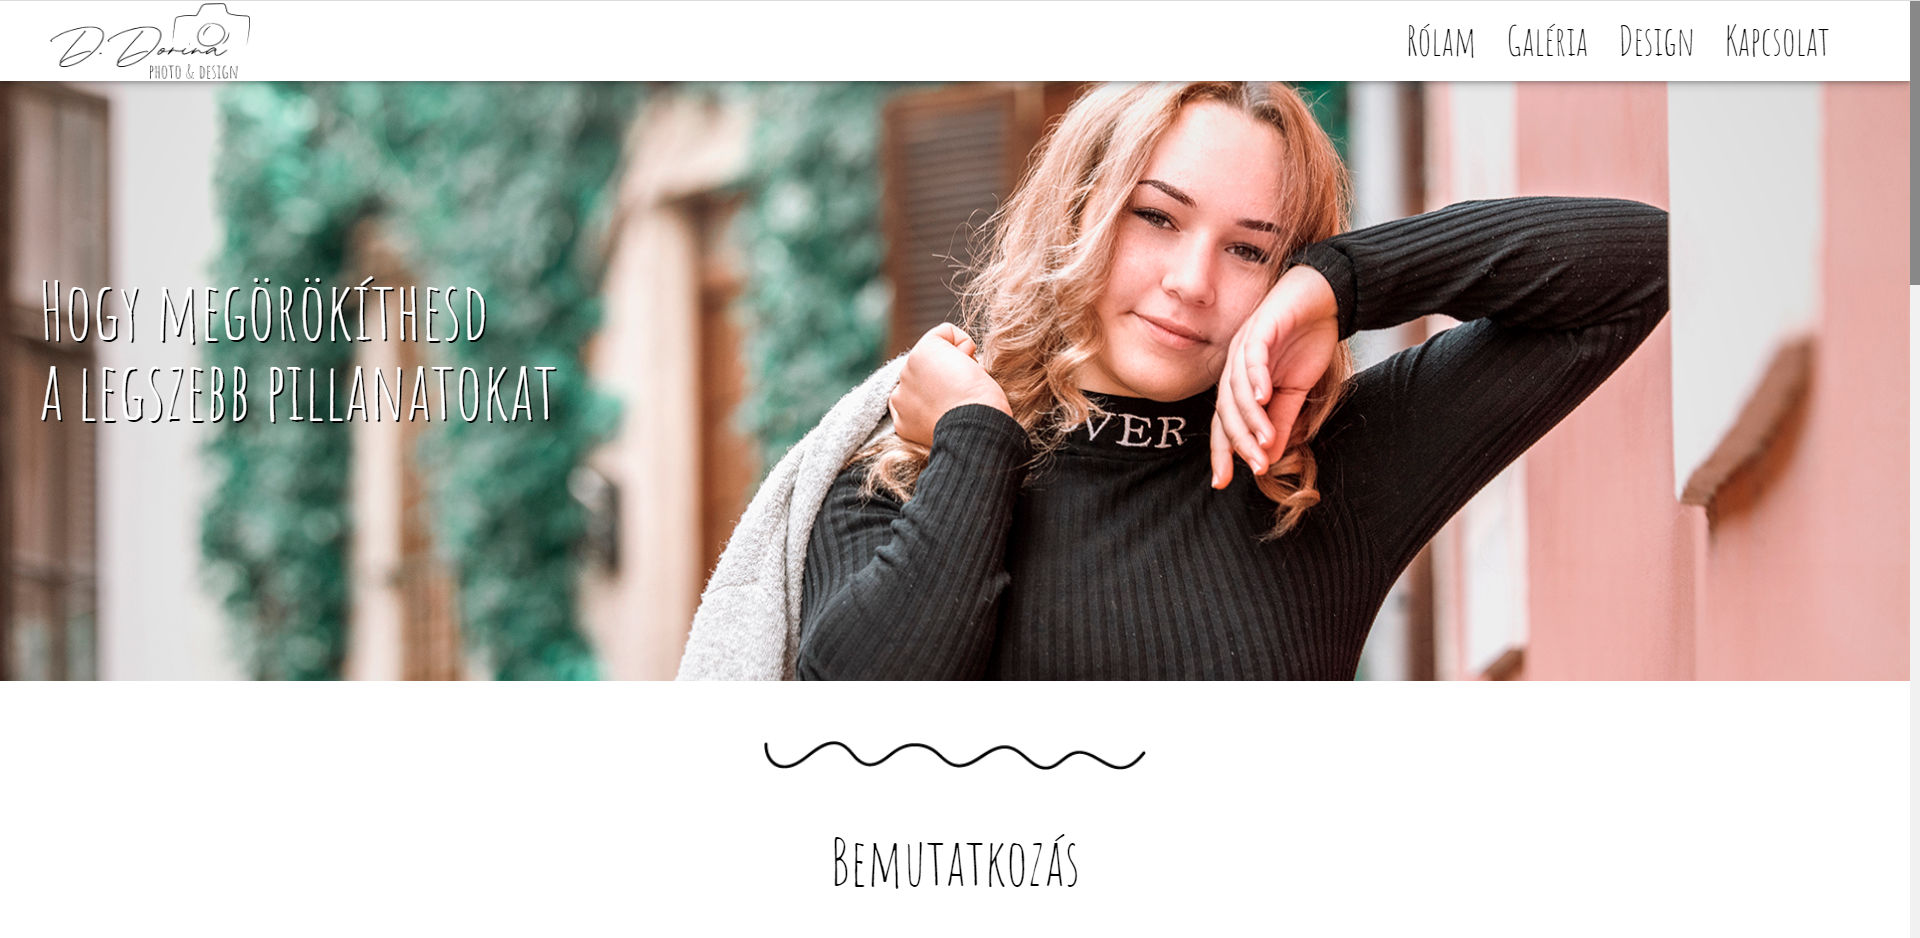 D. Dorina
PHOTO & DESIGN
Rólam Galéria Design Kapcsolat
Hogy megörökíthesd
a legszebb pillanatokat
VER
Bemutatkozás